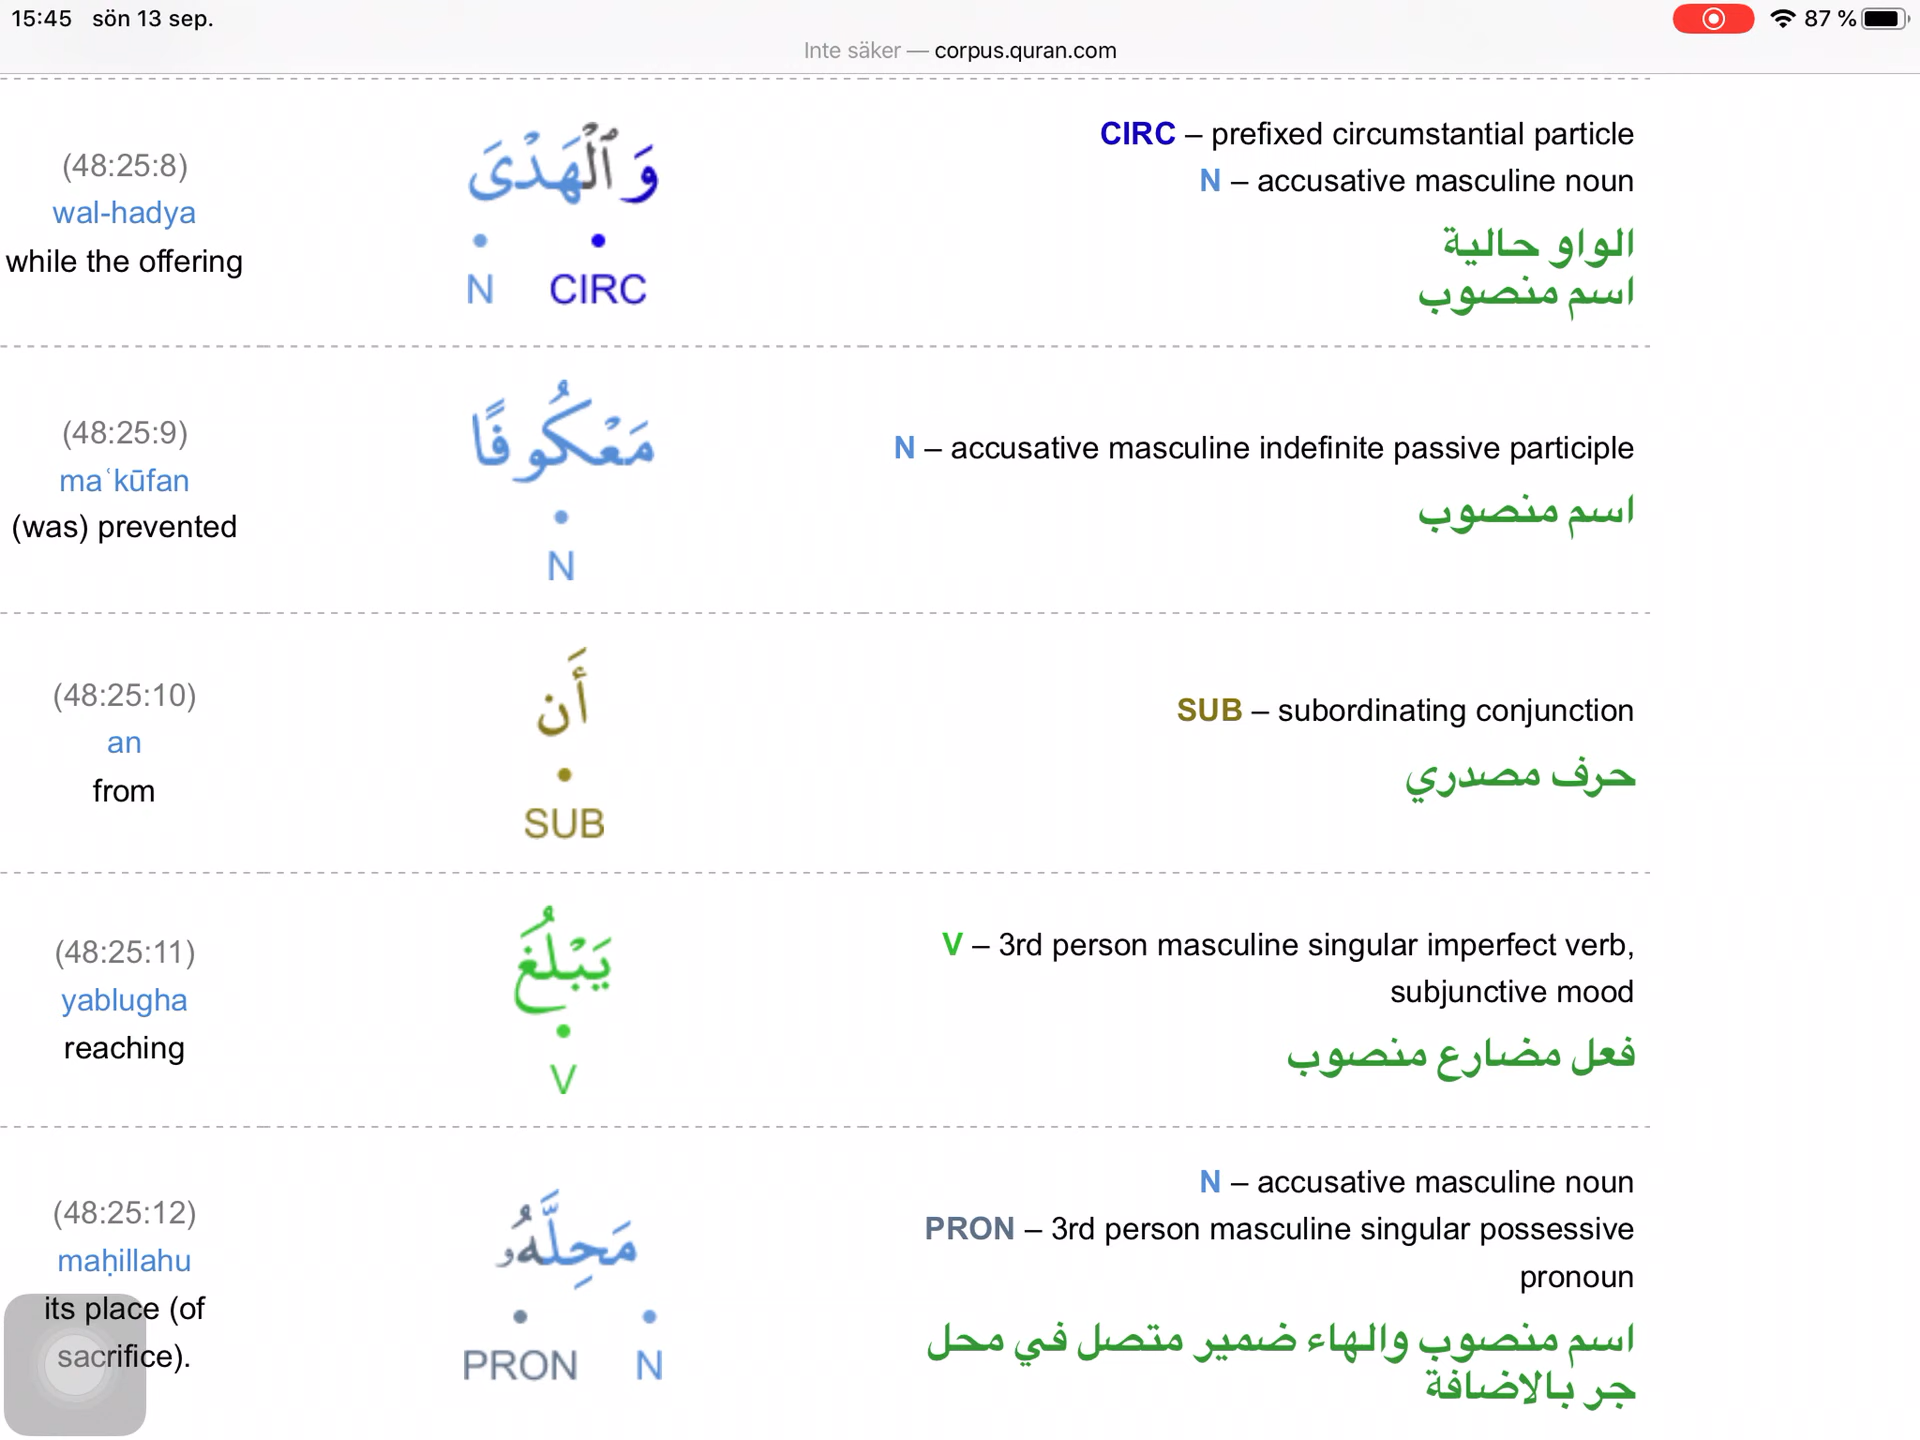 15:45 sön 13 sep.
87 %
Inte säker — corpus.quran.com
(48:25:8)
wal-hadya
while the offering
وَٱلْهَدْىَ
N CIRC
CIRC – prefixed circumstantial particle
N – accusative masculine noun
الواو حالية
اسم منصوب
(48:25:9)
maʿkūfan
(was) prevented
مَعْكُوفًا
N
N – accusative masculine indefinite passive participle
اسم منصوب
(48:25:10)
an
from
أَن
SUB
SUB – subordinating conjunction
حرف مصدري
(48:25:11)
yablugha
reaching
يَبْلُغَ
V
V – 3rd person masculine singular imperfect verb,
subjunctive mood
فعل مضارع منصوب
(48:25:12)
maḥillahu
its place (of
sacrifice).
مَحِلَّهُۥ
PRON N
N – accusative masculine noun
PRON – 3rd person masculine singular possessive
pronoun
اسم منصوب والهاء ضمير متصل في محل
جر بالاضافة